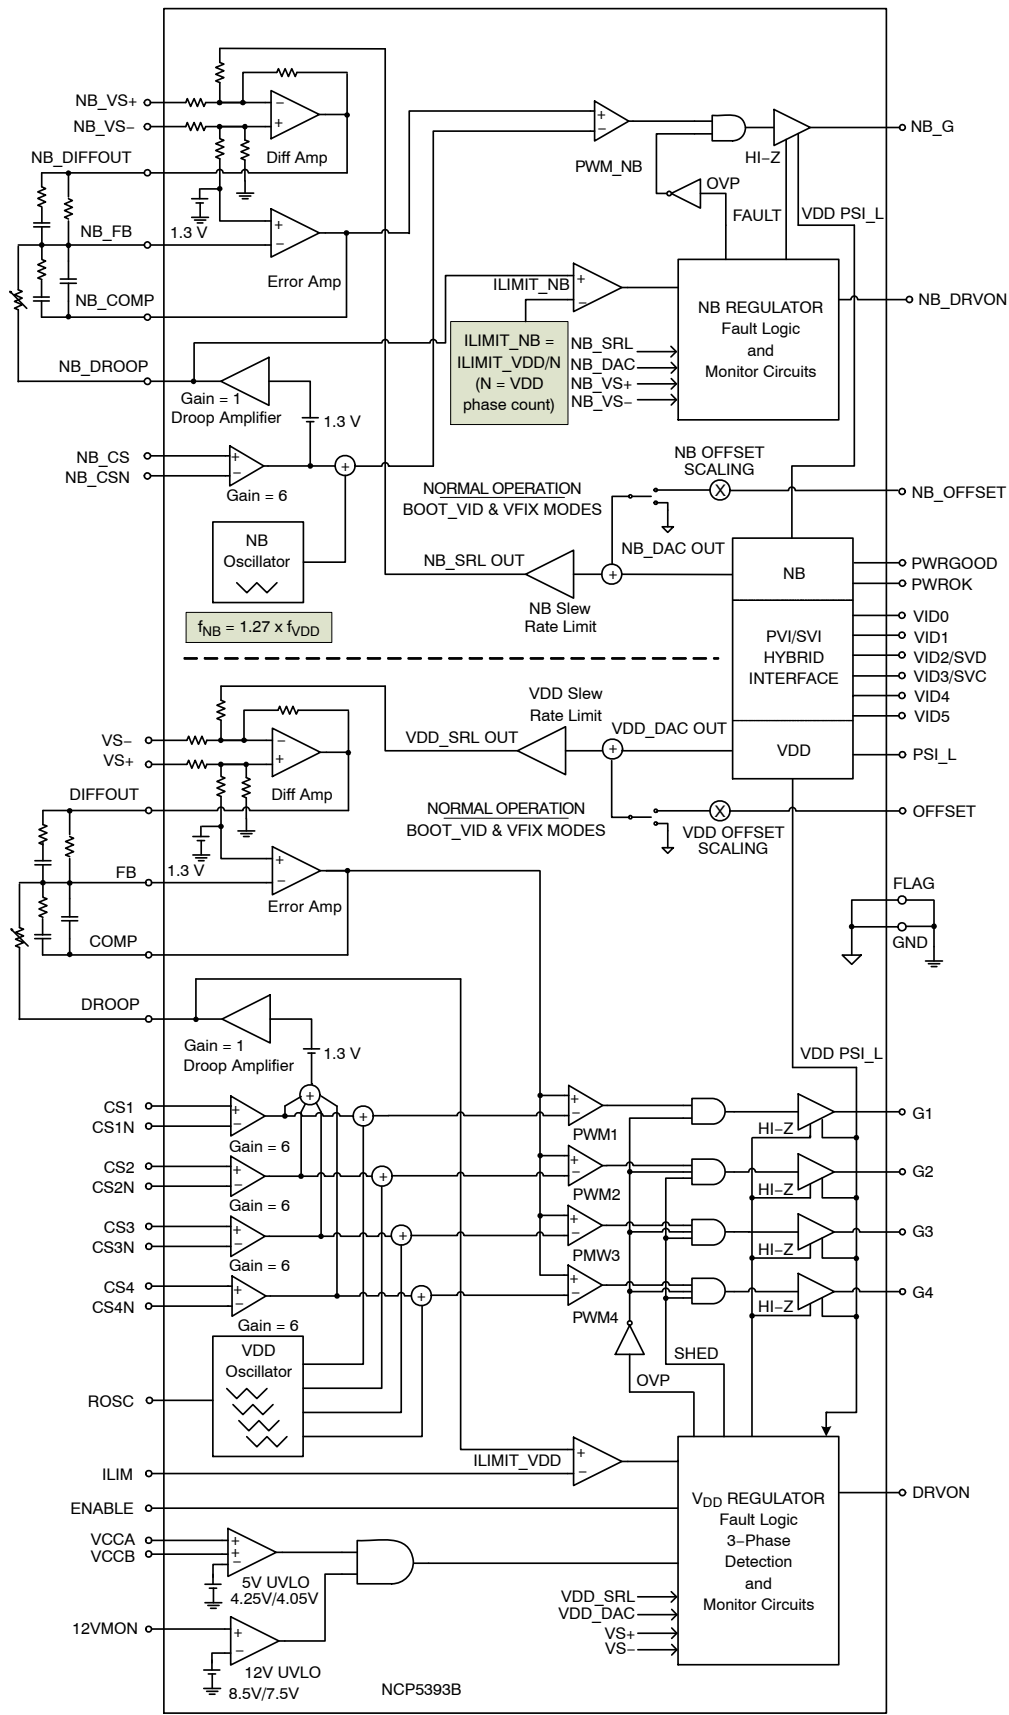 NB_VS+
NB_VS−
Diff Amp
NB_DIFFOUT
1.3 V
NB_FB
Error Amp
NB_COMP
NB_DROOP
Gain = 1
Droop Amplifier
1.3 V
NB_CS
NB_CSN
Gain = 6
NB
Oscillator
fNB = 1.27 x fVDD
PWM_NB
OVP
HI−Z
FAULT
VDD PSI_L
NB_G
ILIMIT_NB
ILIMIT_NB =
ILIMIT_VDD/N
(N = VDD
phase count)
NB_SRL
NB_DAC
NB_VS+
NB_VS−
NB REGULATOR
Fault Logic
and
Monitor Circuits
NB_DRVON
NB OFFSET
SCALING
X
NB_OFFSET
NORMAL OPERATION
BOOT_VID & VFIX MODES
NB_DAC OUT
NB_SRL OUT
NB Slew
Rate Limit
NB
PVI/SVI
HYBRID
INTERFACE
VDD
PWRGOOD
PWROK
VID0
VID1
VID2/SVD
VID3/SVC
VID4
VID5
PSI_L
VDD Slew
Rate Limit
VDD_DAC OUT
VDD_SRL OUT
NORMAL OPERATION
BOOT_VID & VFIX MODES
X
VDD OFFSET
SCALING
OFFSET
VS−
VS+
Diff Amp
DIFFOUT
1.3 V
FB
Error Amp
COMP
FLAG
GND
DROOP
Gain = 1
Droop Amplifier
1.3 V
VDD PSI_L
CS1
CS1N
Gain = 6
PWM1
HI−Z
G1
CS2
CS2N
Gain = 6
PWM2
HI−Z
G2
CS3
CS3N
Gain = 6
PMW3
HI−Z
G3
CS4
CS4N
Gain = 6
PWM4
HI−Z
G4
VDD
Oscillator
ROSC
SHED
OVP
ILIMIT_VDD
ILIM
ENABLE
VCCA
VCCB
5V UVLO
4.25V/4.05V
12VMON
12V UVLO
8.5V/7.5V
VDD REGULATOR
Fault Logic
3−Phase
Detection
and
Monitor Circuits
DRVON
VDD_SRL
VDD_DAC
VS+
VS−
NCP5393B